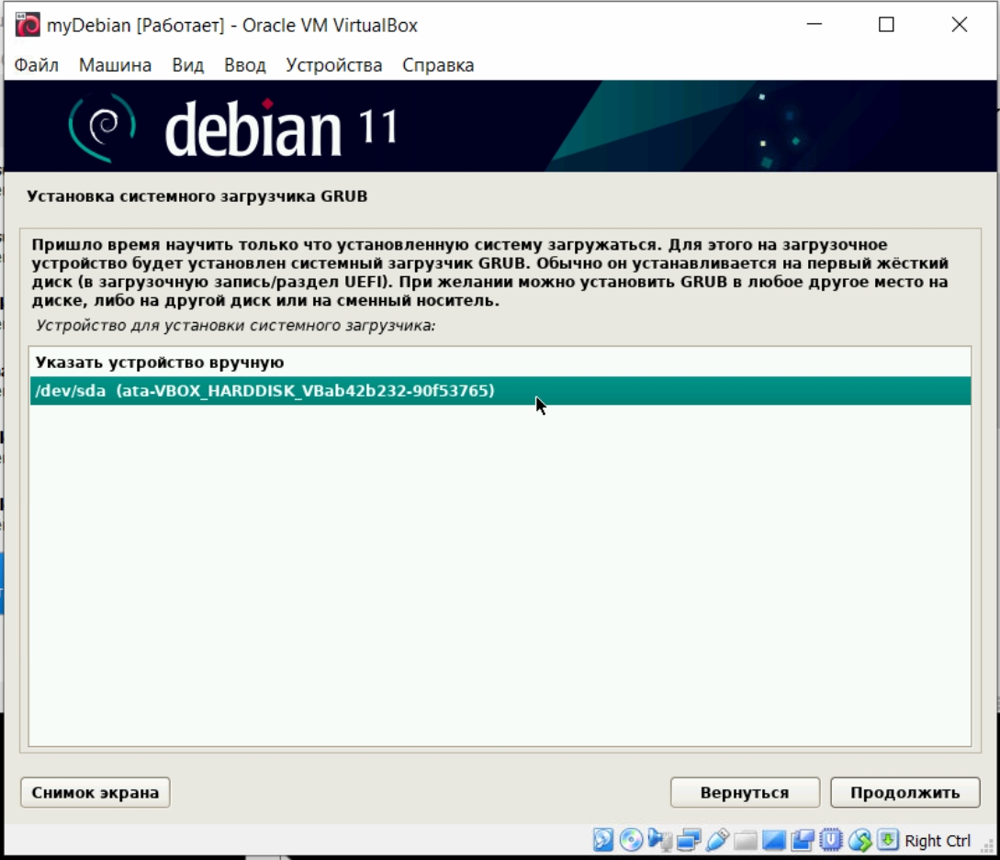 myDebian [Работает] - Oracle VM VirtualBox
Файл Машина Вид Ввод Устройства Справка
debian 11
Установка системного загрузчика GRUB
Пришло время научить только что установленную систему загружаться. Для этого на загрузочное
устройство будет установлен системный загрузчик GRUB. Обычно он устанавливается на первый жёсткий
диск (в загрузочную запись/раздел UEFI). При желании можно установить GRUB в любое другое место на
диске, либо на другой диск или на сменный носитель.
Устройство для установки системного загрузчика:
Указать устройство вручную
/dev/sda (ata-VBOX_HARDDISK_VBab42b232-90f53765)
Снимок экрана Вернуться Продолжить
Right Ctrl